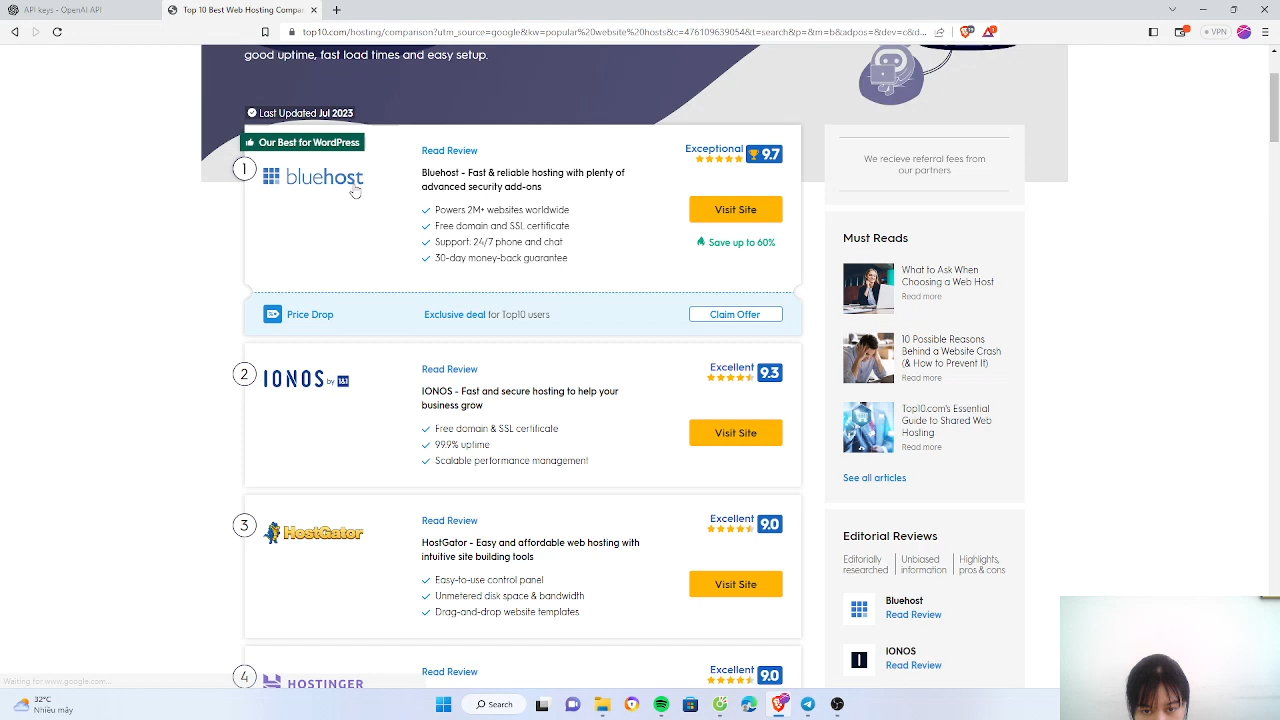 API keys - OpenAI API
Top 10 Best Web Hosting Compar
top10.com/hosting/comparison?utm_source=google&kw=popular%20website%20hosts&c=476109639054&t=search&p=&m=b&adpos=&dev=c&d...
VPN
good uptime, fast load times and easy setup.
Last Updated Jul 2023
Our Best for WordPress
1
bluehost
Read Review
Bluehost - Fast & reliable hosting with plenty of
advanced security add-ons
Powers 2M+ websites worldwide
Free domain and SSL certificate
Support: 24/7 phone and chat
30-day money-back guarantee
Exceptional
9.7
Visit Site
Save up to 60%
Price Drop
Exclusive deal for Top10 users
Claim Offer
2
IONOS by 1&1
Read Review
IONOS - Fast and secure hosting to help your
business grow
Free domain & SSL certificate
99.9% uptime
Scalable performance management
Excellent
9.3
Visit Site
3
HostGator
Read Review
HostGator - Easy and affordable web hosting with
intuitive site building tools
Easy-to-use control panel
Unmetered disk space & bandwidth
Drag-and-drop website templates
Excellent
9.0
Visit Site
4
HOSTINGER
Read Review
Excellent
9.0
We recieve referral fees from
our partners
Must Reads
What to Ask When
Choosing a Web Host
Read more
10 Possible Reasons
Behind a Website Crash
(& How to Prevent It)
Read more
Top10.com's Essential
Guide to Shared Web
Hosting
Read more
See all articles
Editorial Reviews
Editorially
researched
Unbiased
information
Highlights,
pros & cons
Bluehost
Read Review
IONOS
Read Review
Waiting for www.google.com...
32°C
Nhiều mây
Search